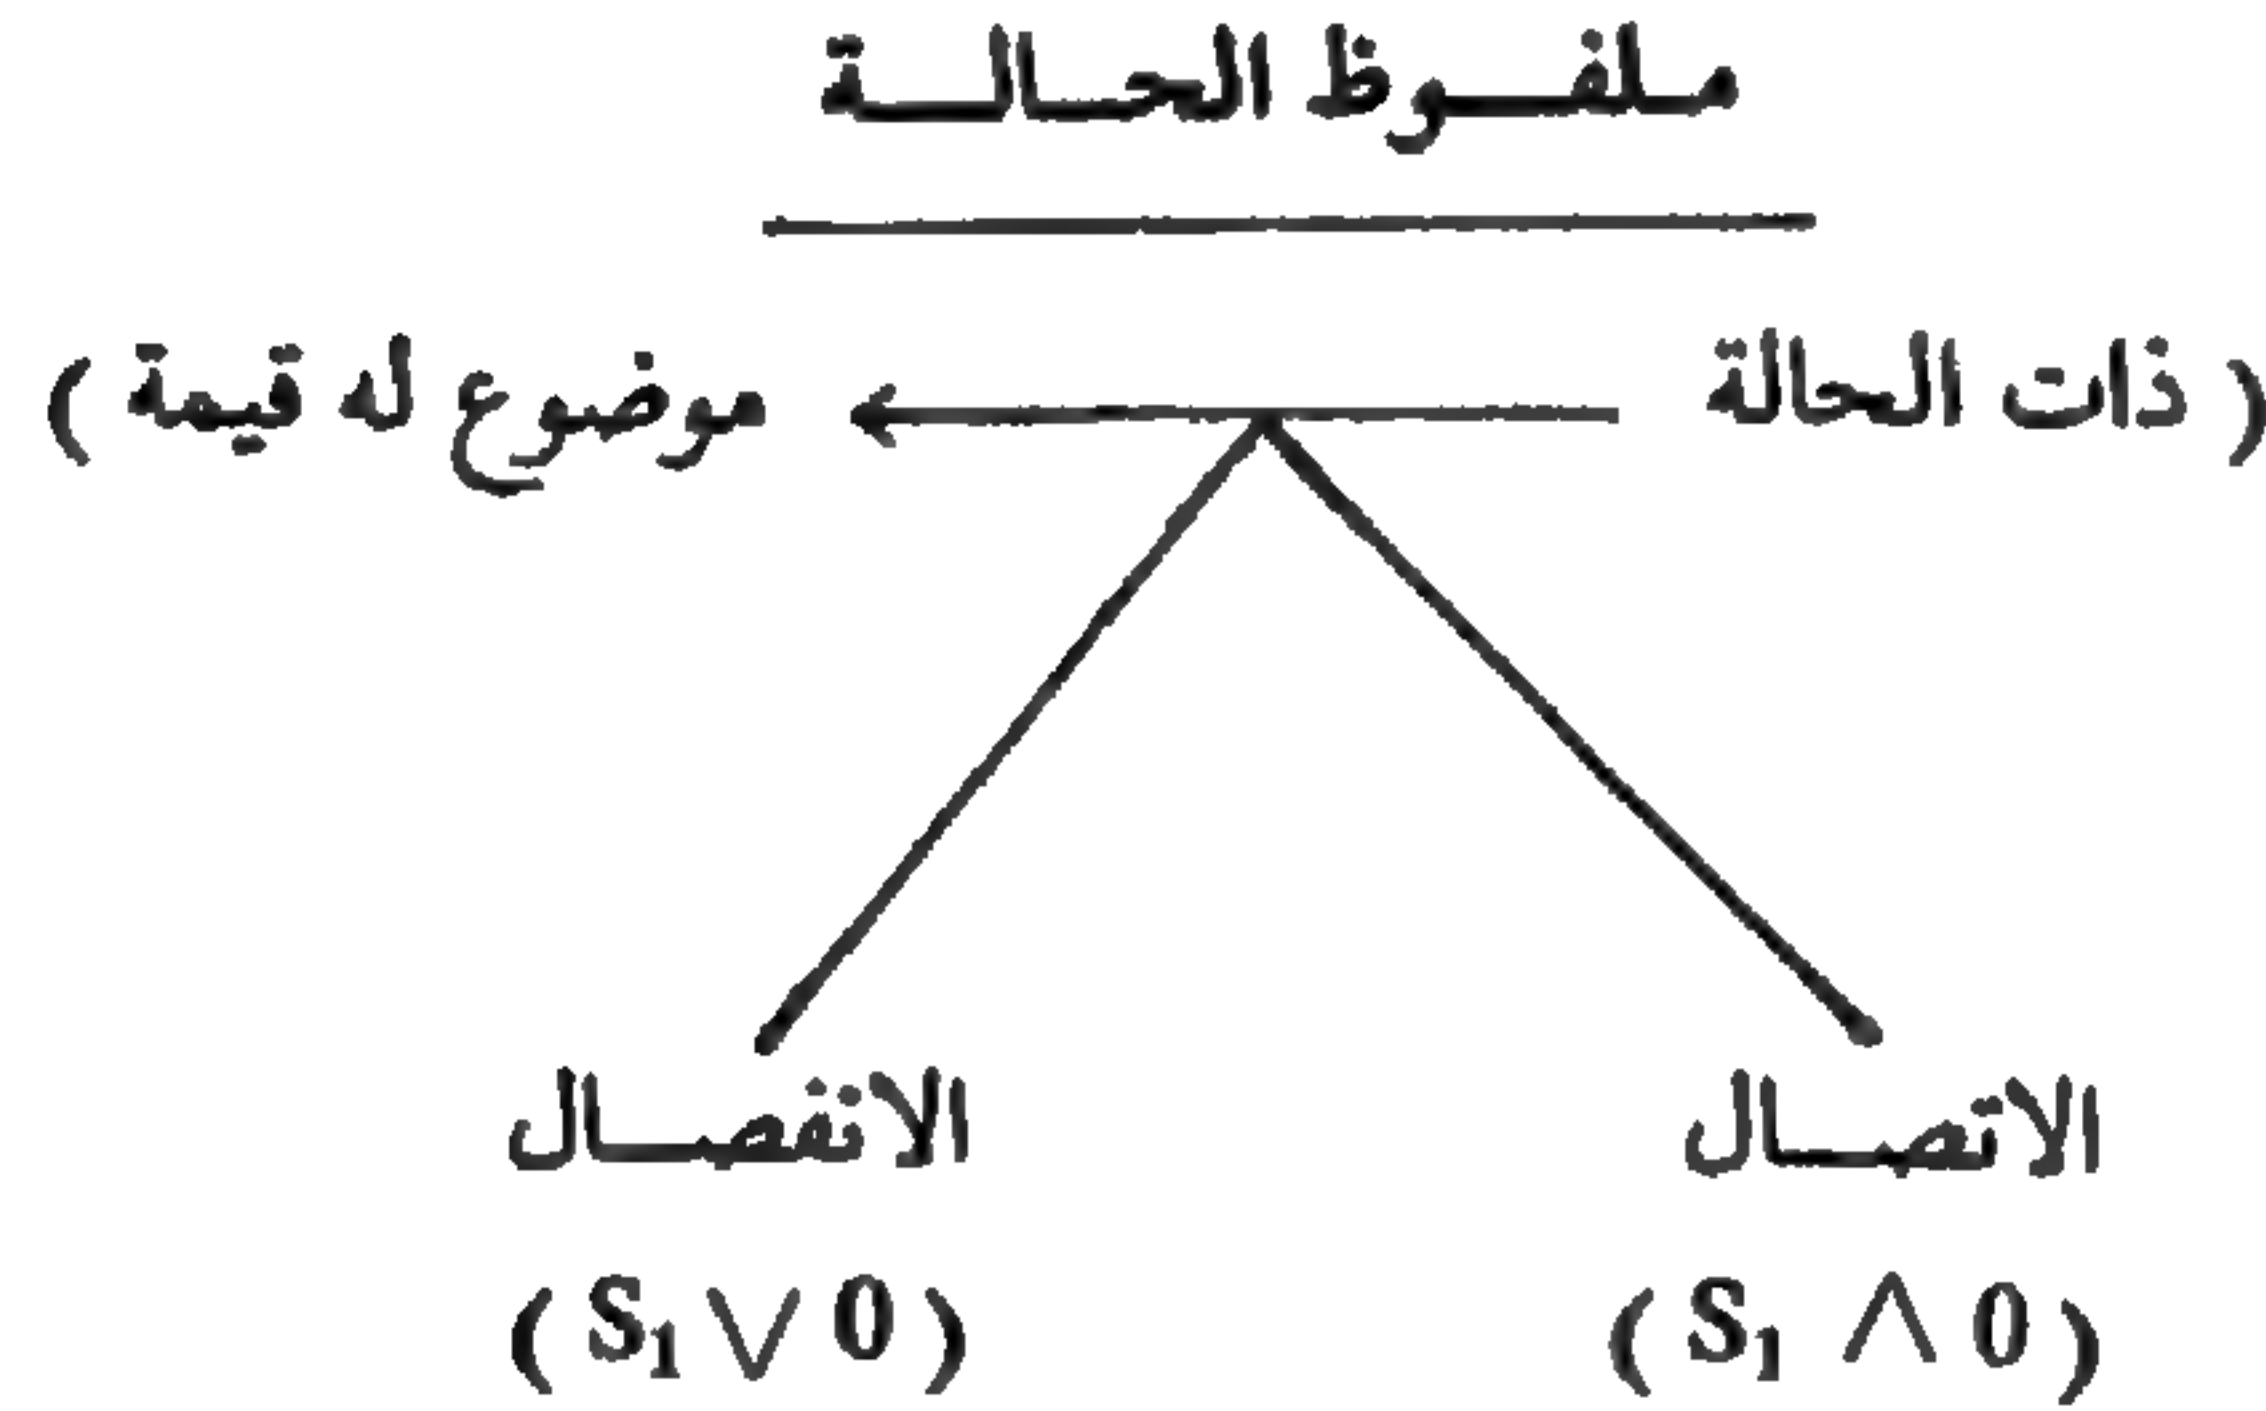 ملفوظ الحالة
( ذات الحالة ← موضوع له قيمة )
الاتصال الانفصال
( S₁ ∧ 0 ) ( S₁ ∨ 0 )